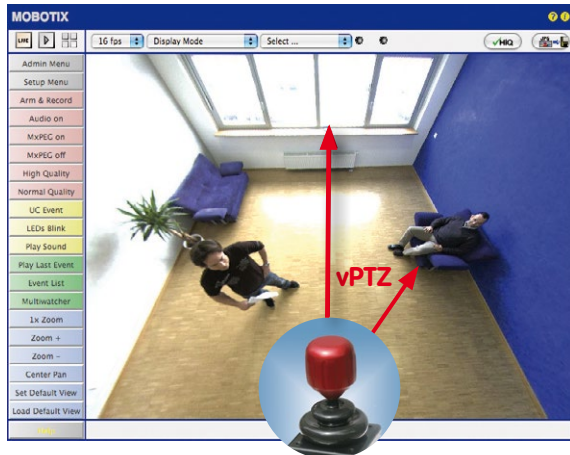 MOBOTIX
LIVE
16 fps
Display Mode
Select ...
HiQ
Admin Menu
Setup Menu
Arm & Record
Audio on
MxPEG on
MxPEG off
High Quality
Normal Quality
UC Event
LEDs Blink
Play Sound
Play Last Event
Event List
Multiwatcher
1x Zoom
Zoom +
Zoom –
Center Pan
Set Default View
Load Default View
vPTZ